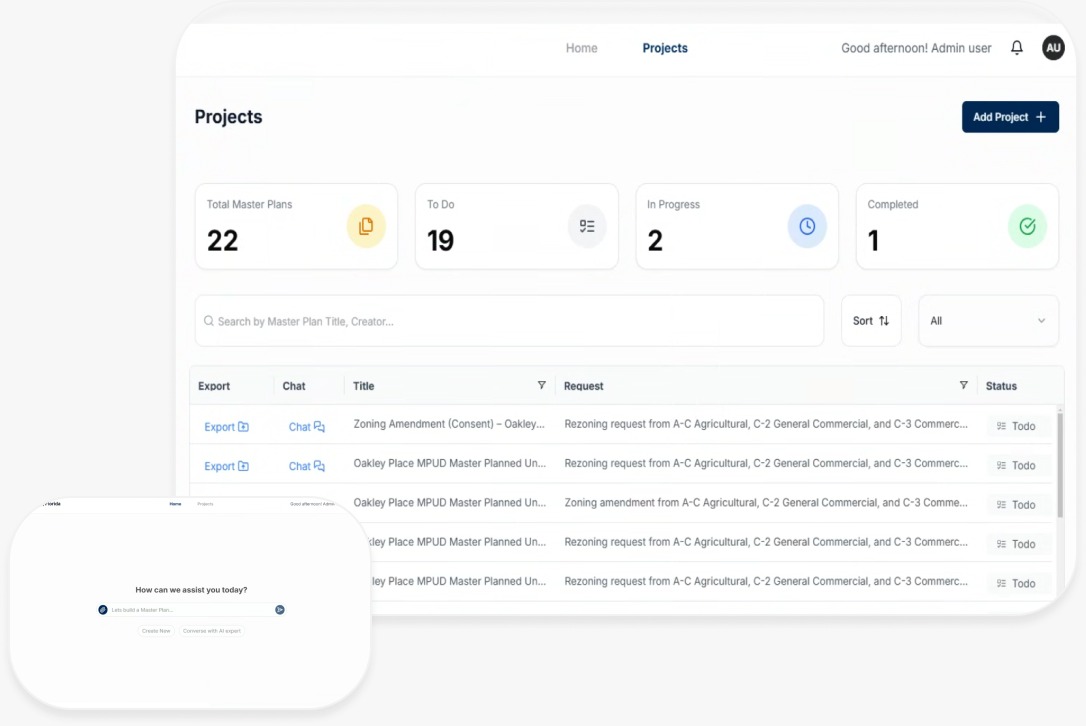 Home Projects Good afternoon! Admin user AU
Projects
Add Project
Total Master Plans
22
To Do
19
In Progress
2
Completed
1
Search by Master Plan Title, Creator...
Sort
All
Export Chat Title Request Status
Export Chat Zoning Amendment (Consent) – Oakley... Rezoning request from A-C Agricultural, C-2 General Commercial, and C-3 Commerc... Todo
Export Chat Oakley Place MPUD Master Planned Un... Rezoning request from A-C Agricultural, C-2 General Commercial, and C-3 Commerc... Todo
Oakley Place MPUD Master Planned Un... Zoning amendment from A-C Agricultural, C-2 General Commercial, and C-3 Comme... Todo
kley Place MPUD Master Planned Un... Rezoning request from A-C Agricultural, C-2 General Commercial, and C-3 Commerc... Todo
ley Place MPUD Master Planned Un... Rezoning request from A-C Agricultural, C-2 General Commercial, and C-3 Commerc... Todo
Home Projects Good afternoon! Admin
How can we assist you today?
Lets build a Master Plan...
Create New Converse with AI expert